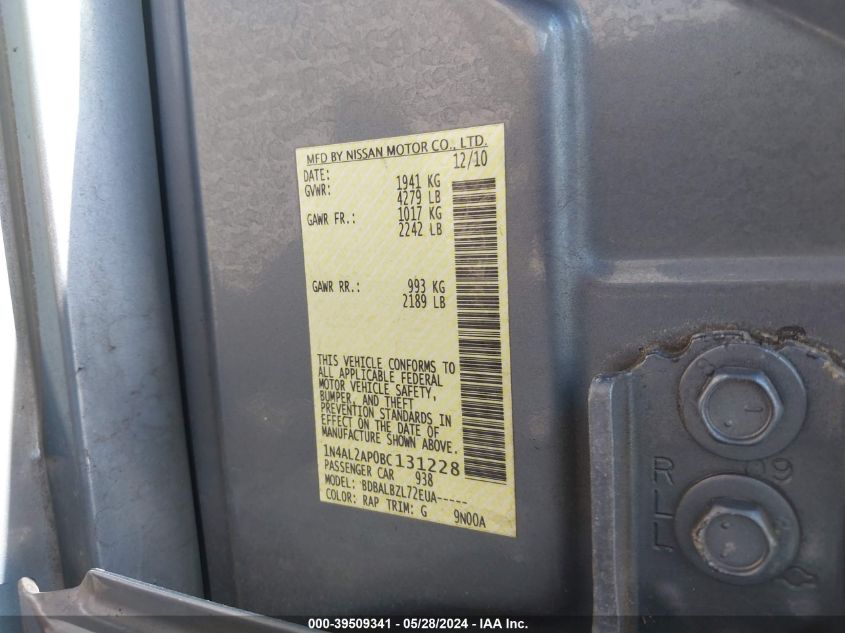 MFD BY NISSAN MOTOR CO., LTD.
DATE: 12/10
GVWR: 1941 KG
4279 LB
GAWR FR.: 1017 KG
2242 LB
GAWR RR.: 993 KG
2189 LB
THIS VEHICLE CONFORMS TO
ALL APPLICABLE FEDERAL
MOTOR VEHICLE SAFETY,
BUMPER, AND THEFT
PREVENTION STANDARDS IN
EFFECT ON THE DATE OF
MANUFACTURE SHOWN ABOVE.
1N4AL2AP0BC131228
PASSENGER CAR 938
MODEL: BDBALBZL72EUA-----
COLOR: RAP TRIM: G 9N00A
RLL
09
000-39509341 - 05/28/2024 - IAA Inc.